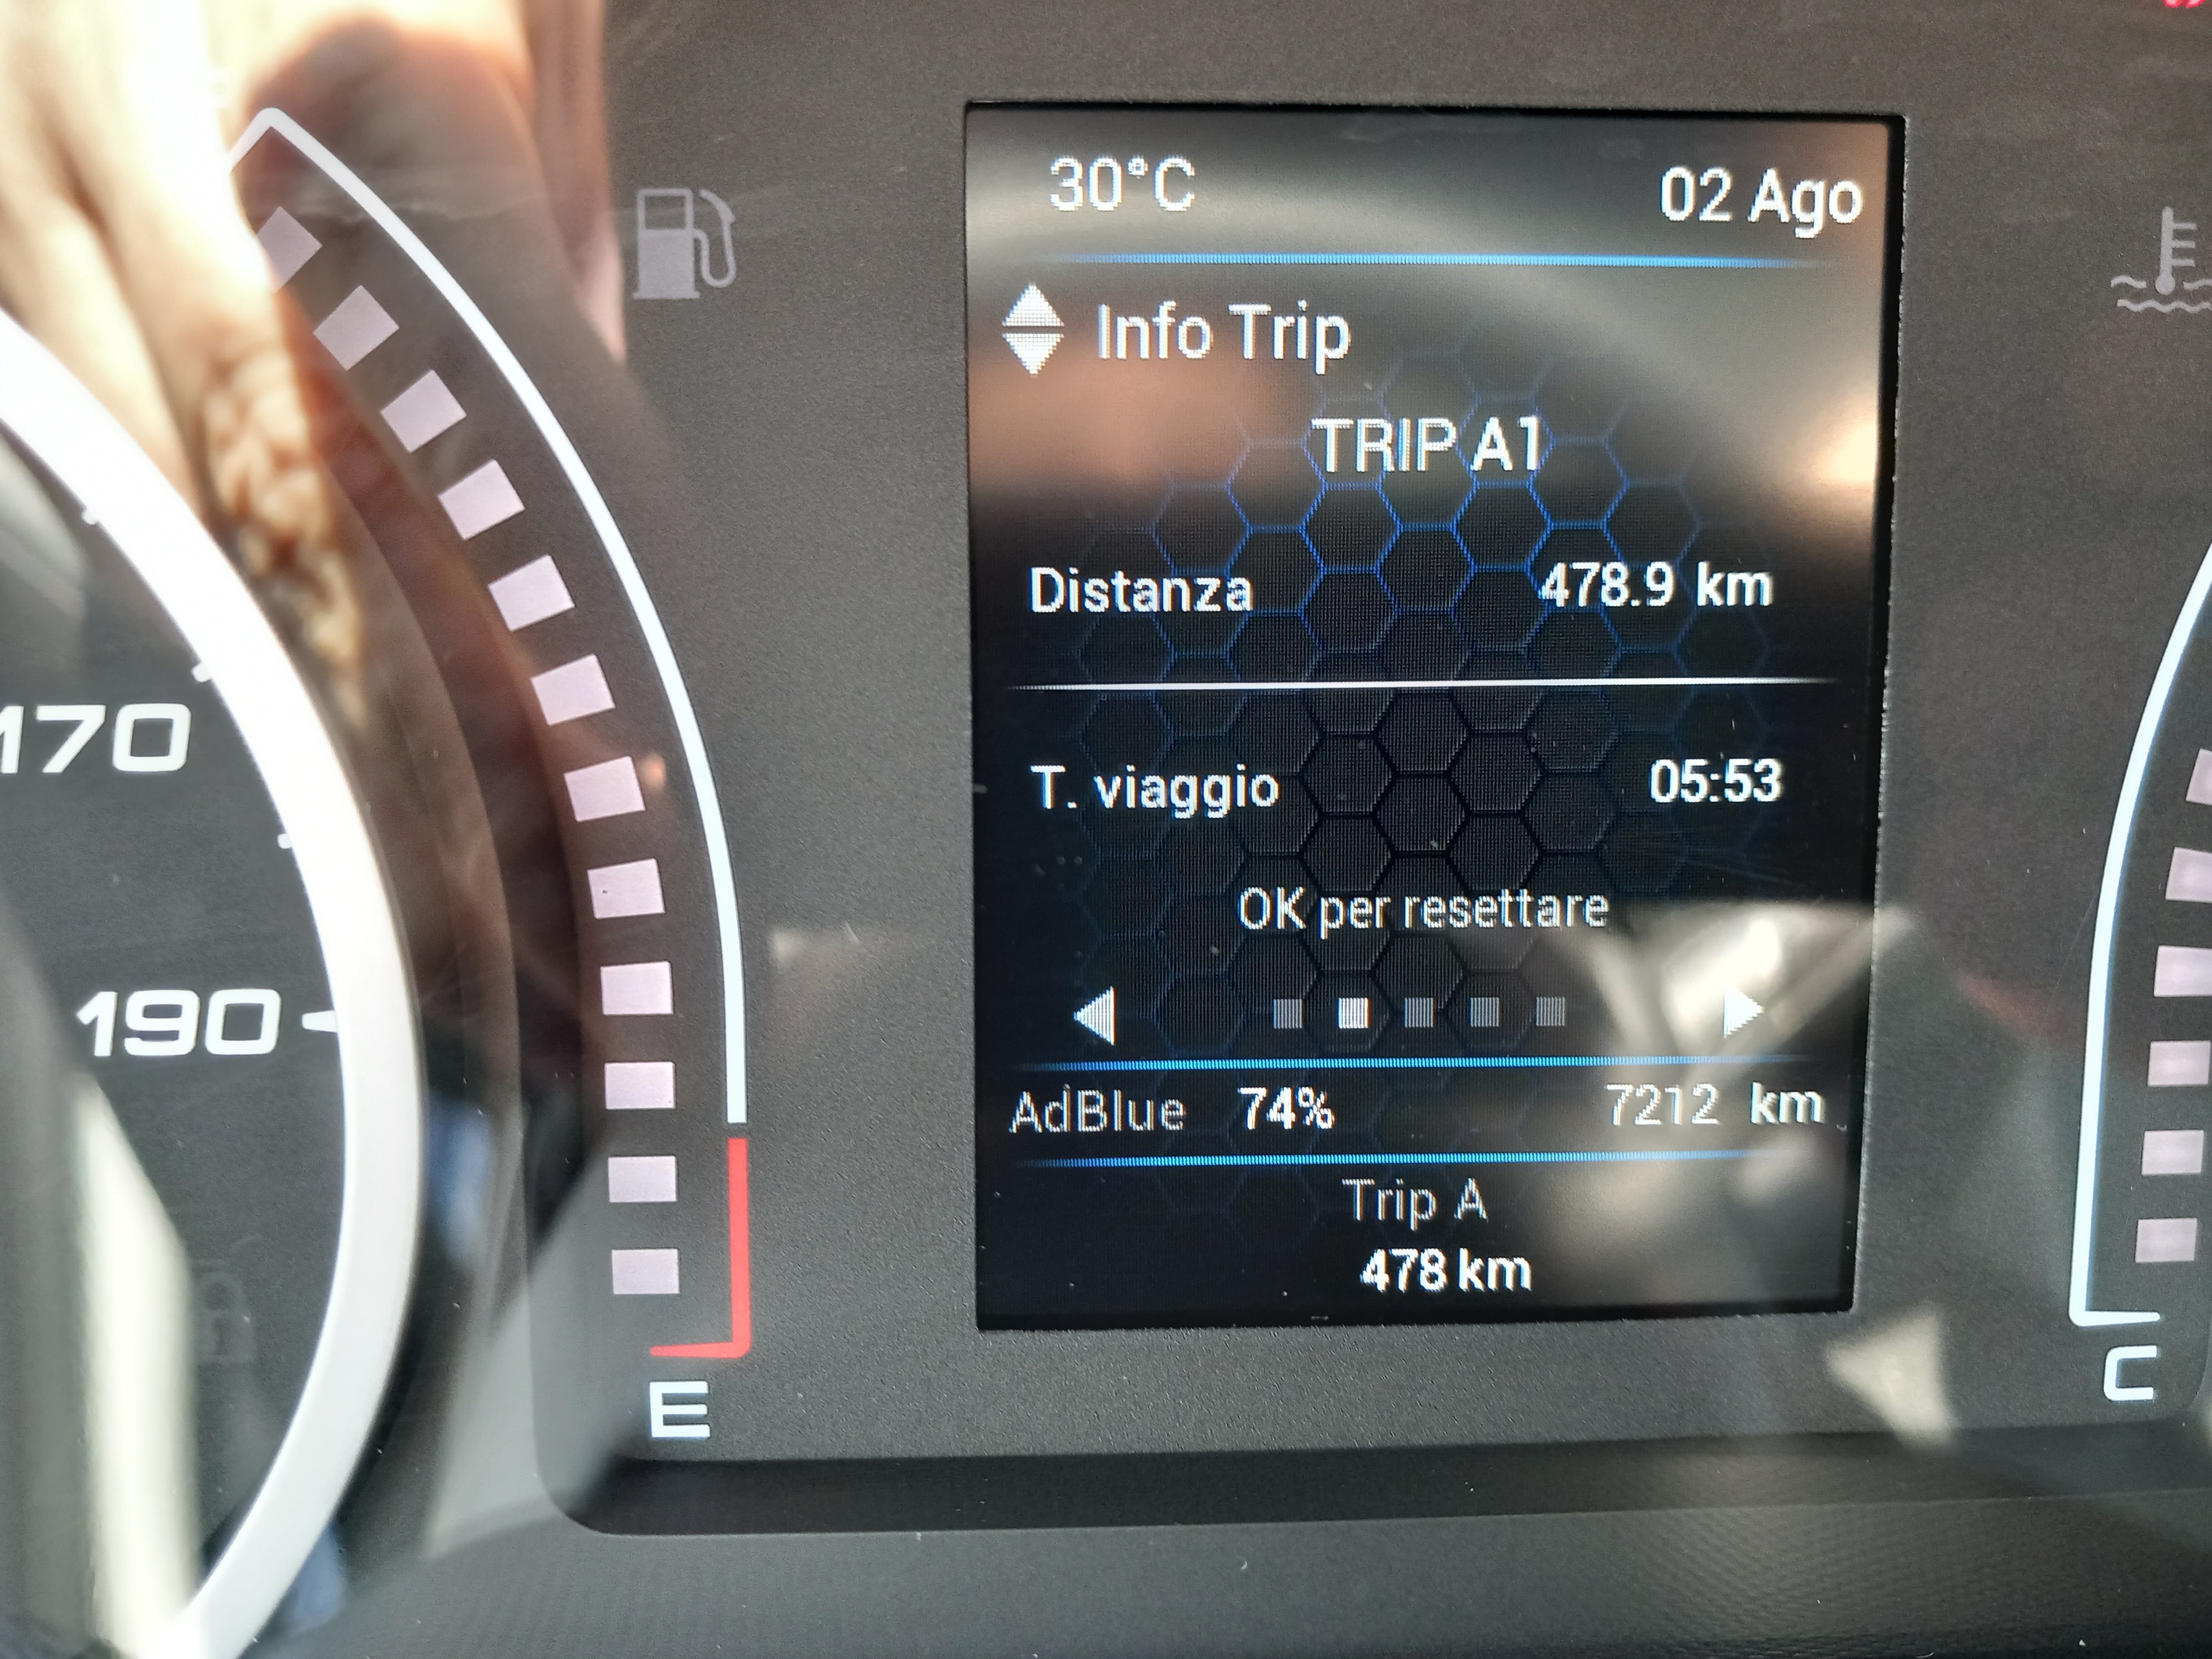 30°C 02 Ago
Info Trip
TRIP A1
Distanza 478.9 km
T. viaggio 05:53
OK per resettare
AdBlue 74% 7212 km
Trip A
478 km
170
190
E
C